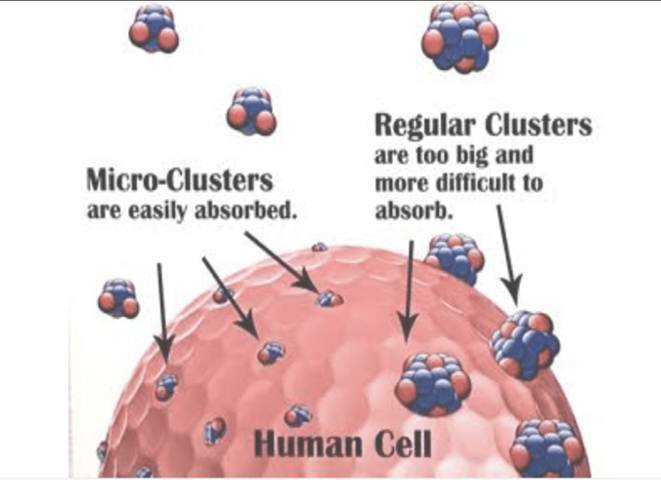 Regular Clusters
are too big and
more difficult to
absorb.
Micro-Clusters
are easily absorbed.
Human Cell